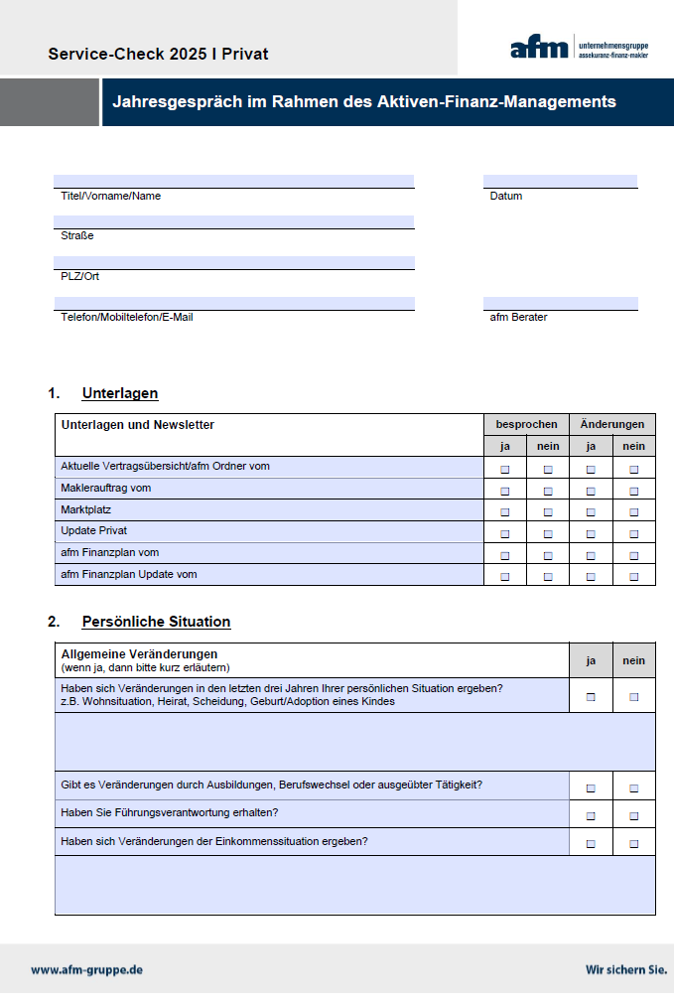 Service-Check 2025 I Privat
afm
unternehmensgruppe
assekuranz-finanz-makler
Jahresgespräch im Rahmen des Aktiven-Finanz-Managements
Titel/Vorname/Name
Datum
Straße
PLZ/Ort
Telefon/Mobiltelefon/E-Mail
afm Berater
1. Unterlagen
Unterlagen und Newsletter
besprochen
Änderungen
ja nein ja nein
Aktuelle Vertragsübersicht/afm Ordner vom
Maklerauftrag vom
Marktplatz
Update Privat
afm Finanzplan vom
afm Finanzplan Update vom
2. Persönliche Situation
Allgemeine Veränderungen
(wenn ja, dann bitte kurz erläutern)
ja nein
Haben sich Veränderungen in den letzten drei Jahren Ihrer persönlichen Situation ergeben?
z.B. Wohnsituation, Heirat, Scheidung, Geburt/Adoption eines Kindes
Gibt es Veränderungen durch Ausbildungen, Berufswechsel oder ausgeübter Tätigkeit?
Haben Sie Führungsverantwortung erhalten?
Haben sich Veränderungen der Einkommenssituation ergeben?
www.afm-gruppe.de
Wir sichern Sie.